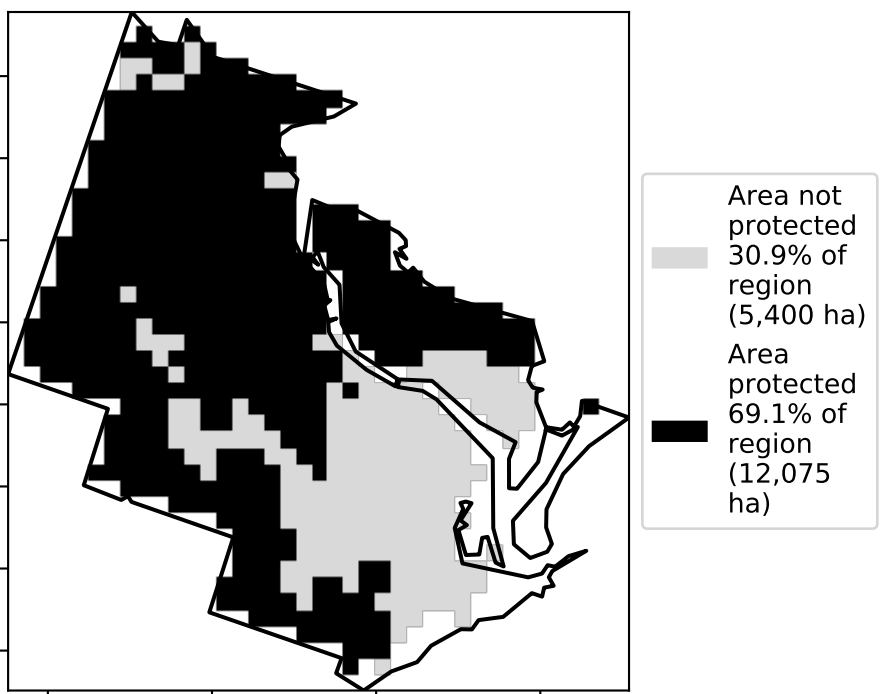 Area not
protected
30.9% of
region
(5,400 ha)
Area
protected
69.1% of
region
(12,075
ha)